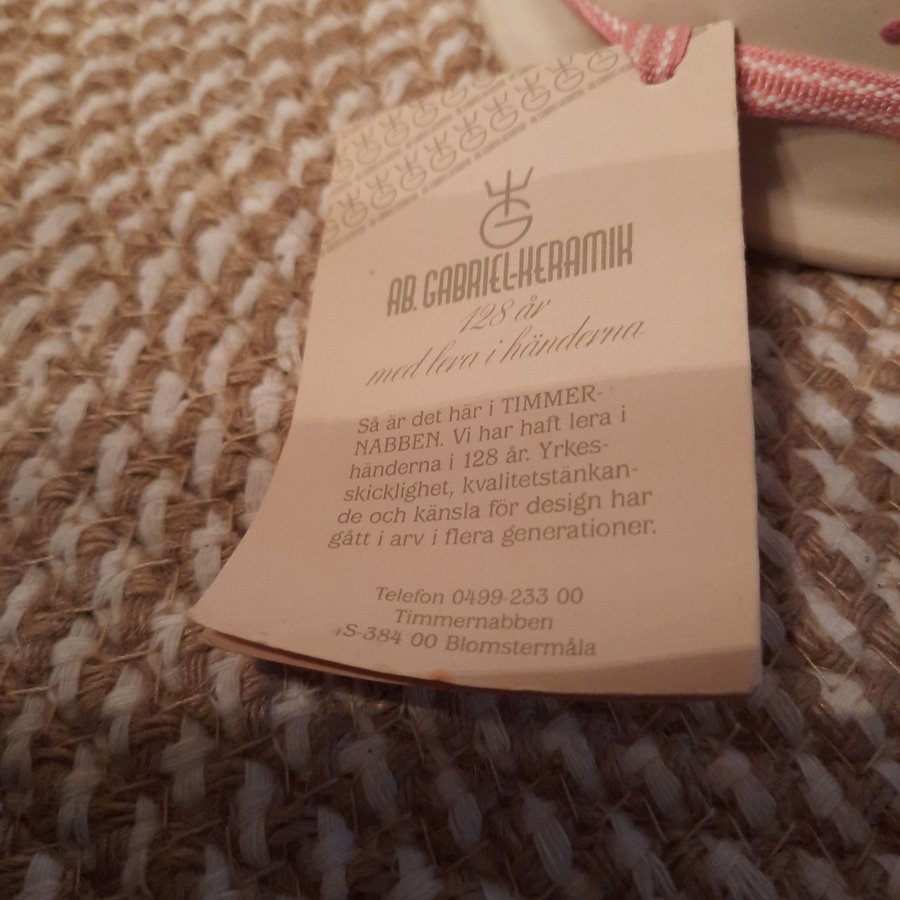 AB. GABRIEL-KERAMIK
128 år
med lera i händerna
Så är det här i TIMMER-
NABBEN. Vi har haft lera i
händerna i 128 år. Yrkes-
skicklighet, kvalitetstänkan-
de och känsla för design har
gått i arv i flera generationer.
Telefon 0499-233 00
Timmernabben
S-384 00 Blomstermåla